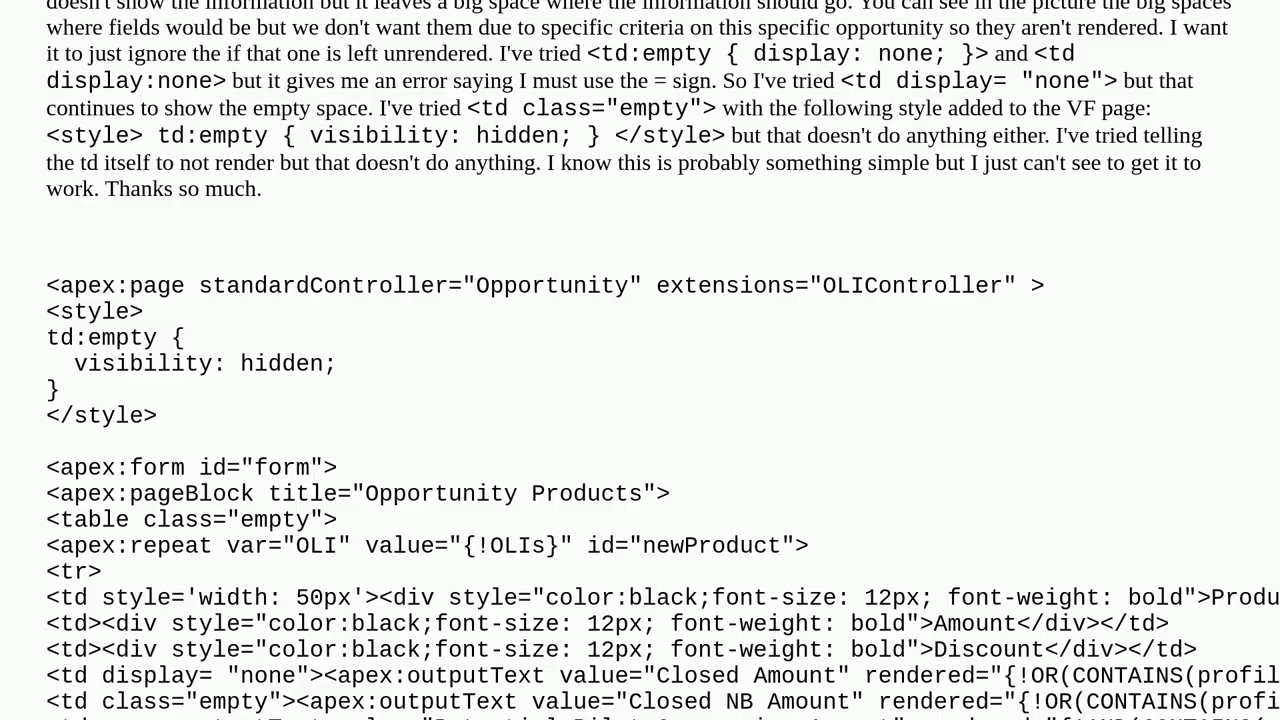 doesn't show the information but it leaves a big space where the information should go. You can see in the picture the big spaces
where fields would be but we don't want them due to specific criteria on this specific opportunity so they aren't rendered. I want
it to just ignore the if that one is left unrendered. I've tried <td:empty { display: none; }> and <td
display:none> but it gives me an error saying I must use the = sign. So I've tried <td display= "none"> but that
continues to show the empty space. I've tried <td class="empty"> with the following style added to the VF page:
<style> td:empty { visibility: hidden; } </style> but that doesn't do anything either. I've tried telling
the td itself to not render but that doesn't do anything. I know this is probably something simple but I just can't see to get it to
work. Thanks so much.
<apex:page standardController="Opportunity" extensions="OLIController" >
<style>
td:empty {
  visibility: hidden;
}
</style>
<apex:form id="form">
<apex:pageBlock title="Opportunity Products">
<table class="empty">
<apex:repeat var="OLI" value="{!OLIs}" id="newProduct">
<tr>
<td style='width: 50px'><div style="color:black;font-size: 12px; font-weight: bold">Produ
<td><div style="color:black;font-size: 12px; font-weight: bold">Amount</div></td>
<td><div style="color:black;font-size: 12px; font-weight: bold">Discount</div></td>
<td display= "none"><apex:outputText value="Closed Amount" rendered="{!OR(CONTAINS(profil
<td class="empty"><apex:outputText value="Closed NB Amount" rendered="{!OR(CONTAINS(profi